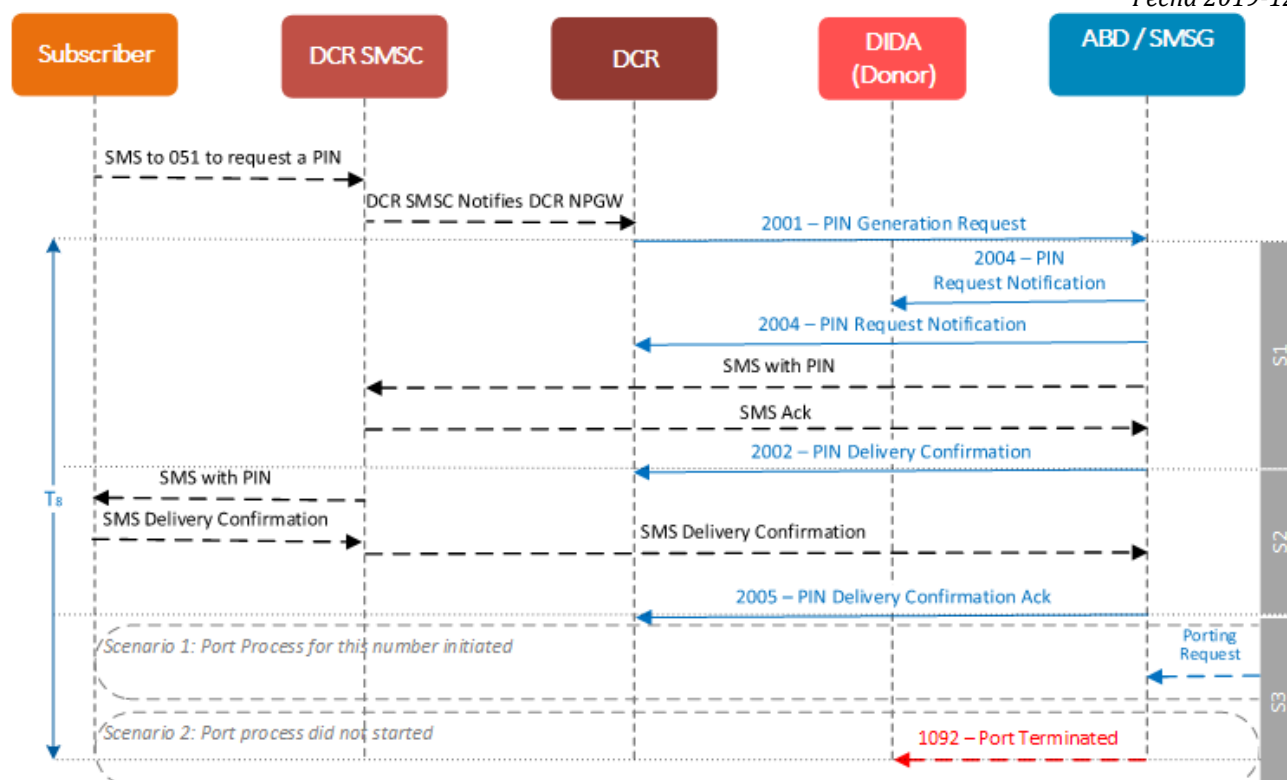 Fecha 2019-12
Subscriber
DCR SMSC
DCR
DIDA
(Donor)
ABD / SMSG
SMS to 051 to request a PIN
DCR SMSC Notifies DCR NPGW
2001 – PIN Generation Request
2004 – PIN
Request Notification
2004 – PIN Request Notification
SMS with PIN
SMS Ack
2002 – PIN Delivery Confirmation
S1
T8
SMS with PIN
SMS Delivery Confirmation
SMS Delivery Confirmation
S2
2005 – PIN Delivery Confirmation Ack
Scenario 1: Port Process for this number initiated
Porting
Request
S3
Scenario 2: Port process did not started
1092 – Port Terminated